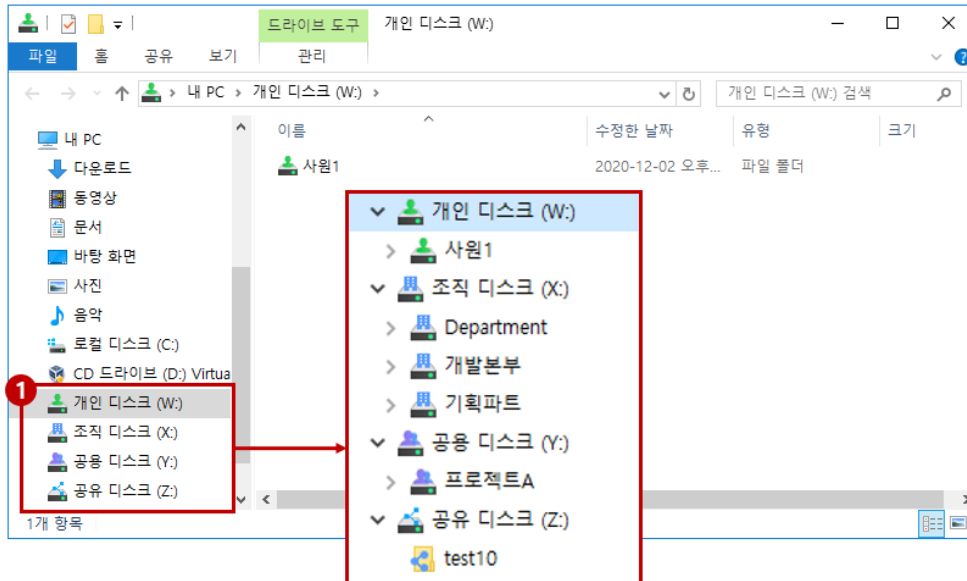 드라이브 도구 개인 디스크 (W:)
파일 홈 공유 보기 관리
내 PC 개인 디스크 (W:)
개인 디스크 (W:) 검색
이름 수정한 날짜 유형 크기
사원1 2020-12-02 오후... 파일 폴더
내 PC
다운로드
동영상
문서
바탕 화면
사진
음악
로컬 디스크 (C:)
CD 드라이브 (D:) Virtua
1
개인 디스크 (W:)
조직 디스크 (X:)
공용 디스크 (Y:)
공유 디스크 (Z:)
1개 항목
개인 디스크 (W:)
사원1
조직 디스크 (X:)
Department
개발본부
기획파트
공용 디스크 (Y:)
프로젝트A
공유 디스크 (Z:)
test10